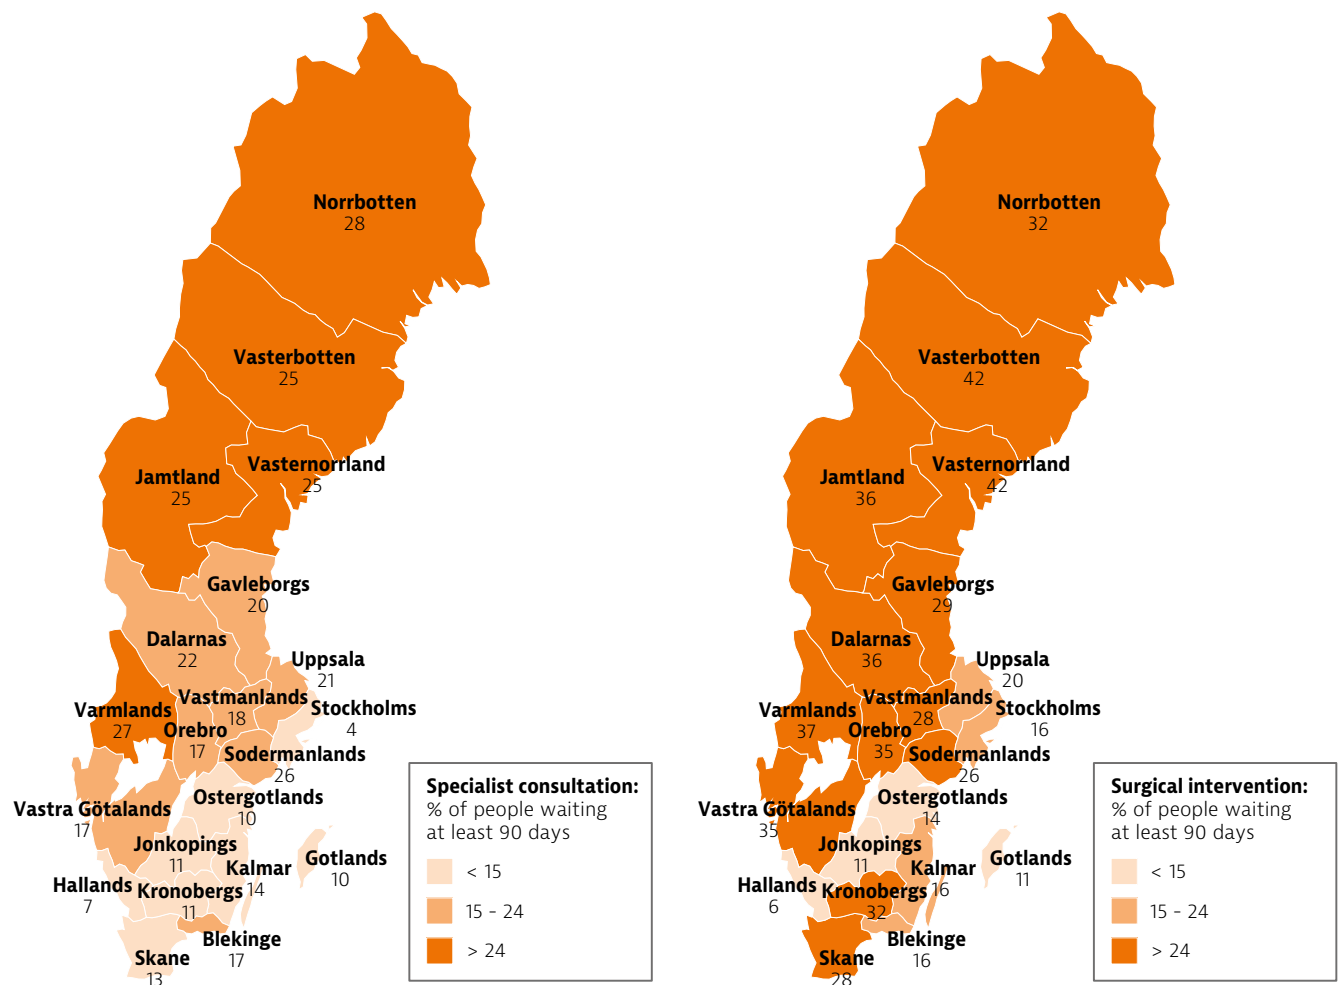 Norrbotten
28
Vasterbotten
25
Jamtland
25
Vasternorrland
25
Gavleborgs
20
Dalarnas
22
Uppsala
21
Vastmanlands
18
Stockholms
4
Varmlands
27
Orebro
17
Sodermanlands
26
Vastra Götalands
17
Ostergotlands
10
Jonkopings
11
Kalmar
14
Gotlands
10
Hallands
7
Kronobergs
11
Blekinge
17
Skane
13
Specialist consultation:
% of people waiting
at least 90 days
< 15
15 - 24
> 24
Norrbotten
32
Vasterbotten
42
Jamtland
36
Vasternorrland
42
Gavleborgs
29
Dalarnas
36
Uppsala
20
Vastmanlands
28
Stockholms
16
Varmlands
37
Orebro
35
Sodermanlands
26
Vastra Götalands
35
Ostergotlands
14
Jonkopings
11
Kalmar
16
Gotlands
11
Hallands
6
Kronobergs
32
Blekinge
16
Skane
28
Surgical intervention:
% of people waiting
at least 90 days
< 15
15 - 24
> 24